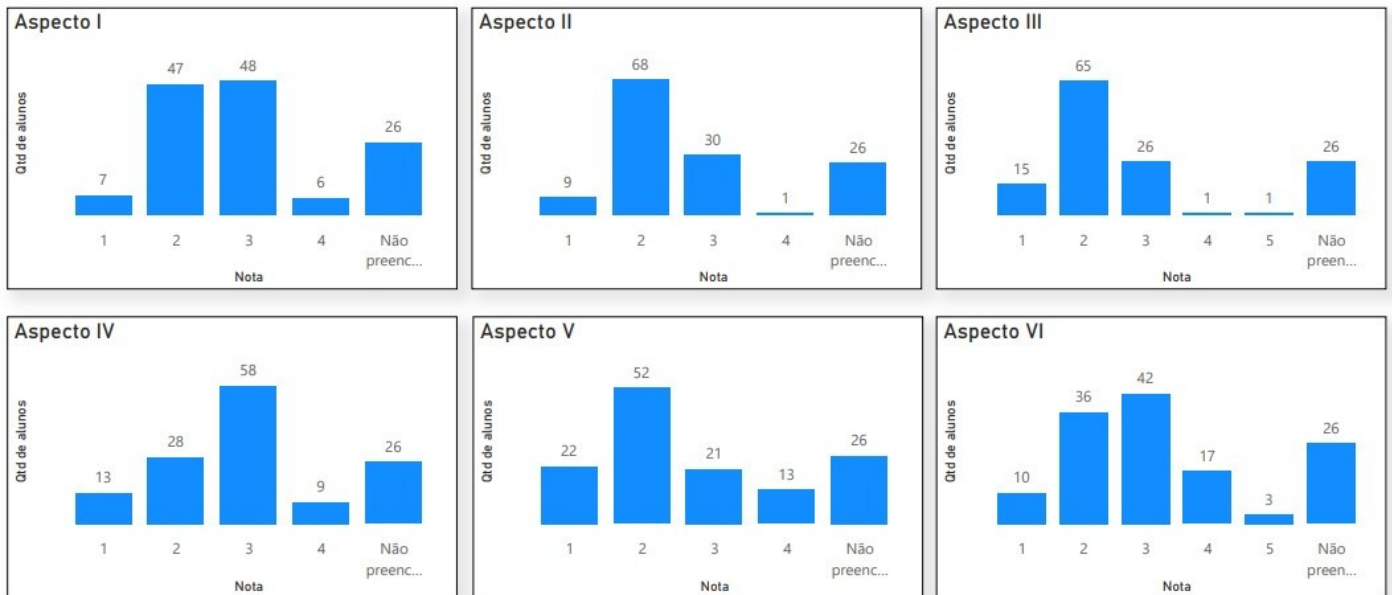 Aspecto I
Qtd de alunos
7
47
48
6
26
1
2
3
4
Não
preenc...
Nota
Aspecto II
Qtd de alunos
9
68
30
1
26
1
2
3
4
Não
preenc...
Nota
Aspecto III
Qtd de alunos
15
65
26
1
1
26
1
2
3
4
5
Não
preen...
Nota
Aspecto IV
Qtd de alunos
13
28
58
9
26
1
2
3
4
Não
preenc...
Nota
Aspecto V
Qtd de alunos
22
52
21
13
26
1
2
3
4
Não
preenc...
Nota
Aspecto VI
Qtd de alunos
10
36
42
17
3
26
1
2
3
4
5
Não
preen...
Nota